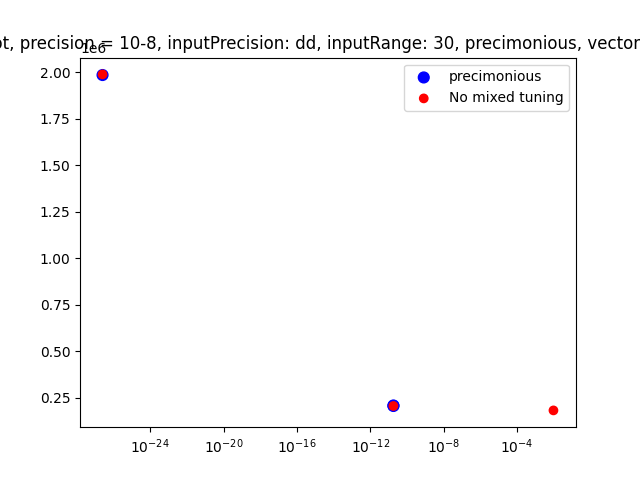 ot, precision = 10-8, inputPrecision: dd, inputRange: 30, precimonious, vector
1e6
precimonious
No mixed tuning
2.00
1.75
1.50
1.25
1.00
0.75
0.50
0.25
10⁻²⁴ 10⁻²⁰ 10⁻¹⁶ 10⁻¹² 10⁻⁸ 10⁻⁴